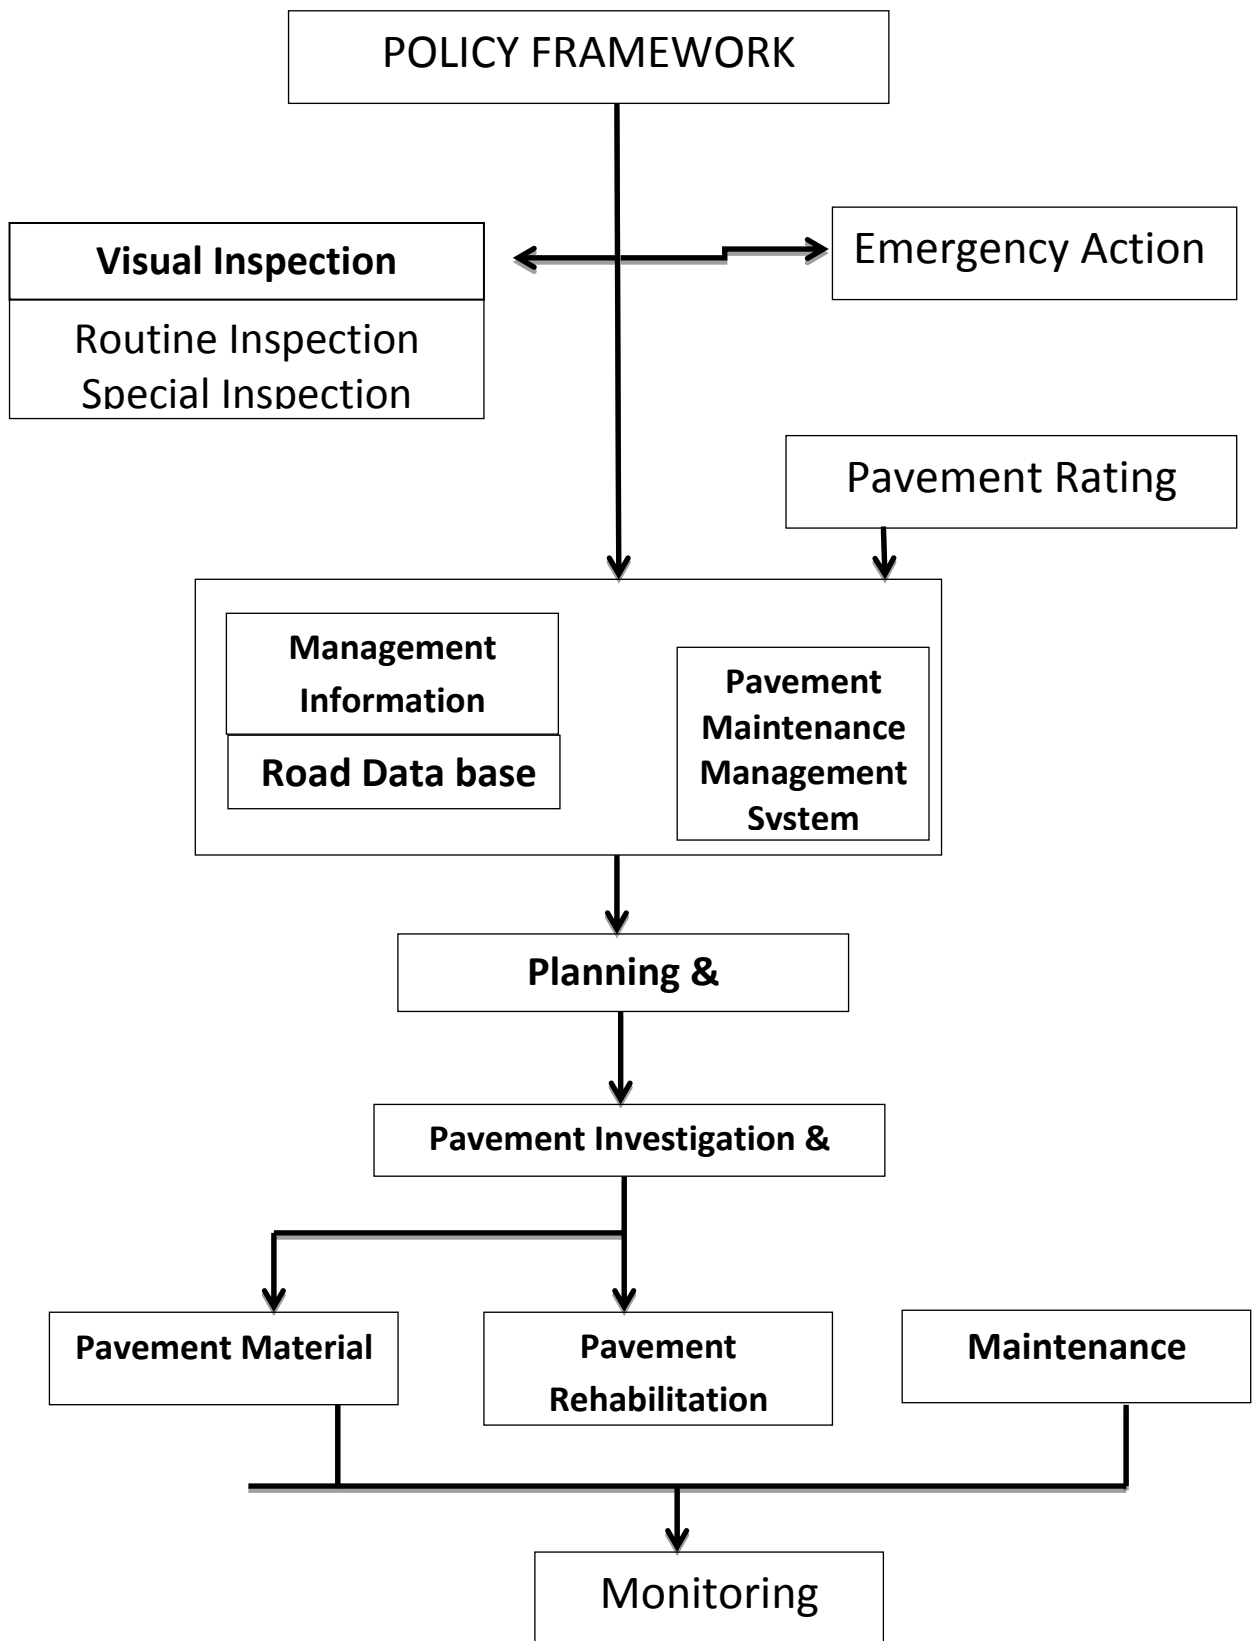 POLICY FRAMEWORK
Visual Inspection
Emergency Action
Routine Inspection
Special Inspection
Pavement Rating
Management
Information
Road Data base
Pavement
Maintenance
Management
System
Planning &
Pavement Investigation &
Pavement Material
Pavement
Rehabilitation
Maintenance
Monitoring